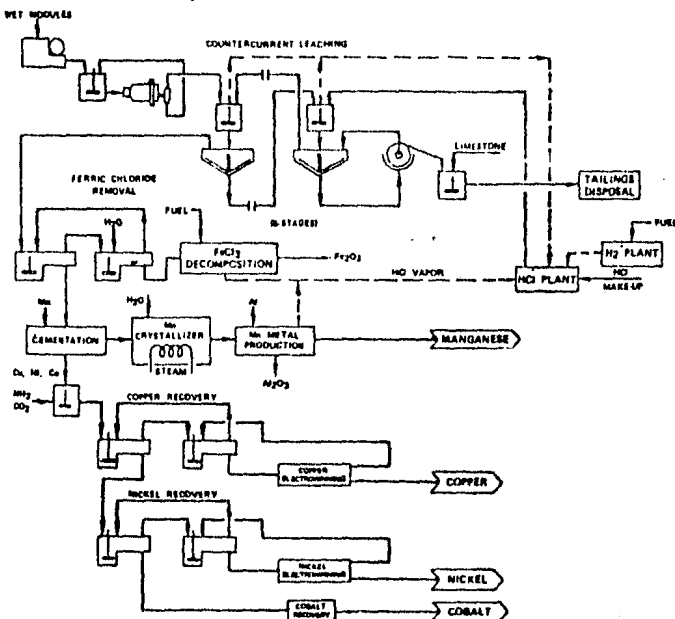 WET NODULES
COUNTERCURRENT LEACHING
LIMESTONE
TAILINGS
DISPOSAL
FERRIC CHLORIDE
REMOVAL
(6-STAGES)
FUEL
H₂O
FeCl₃
DECOMPOSITION
Fe₂O₃
HCl VAPOR
FUEL
H₂ PLANT
HCl PLANT
HCl
MAKE-UP
Mn
CEMENTATION
H₂O
Mn
CRYSTALLIZER
STEAM
Al
Mn METAL
PRODUCTION
Al₂O₃
MANGANESE
Cu, Ni, Co
NH₃
CO₂
COPPER RECOVERY
COPPER
ELECTROWINNING
COPPER
NICKEL RECOVERY
NICKEL
ELECTROWINNING
NICKEL
COBALT
RECOVERY
COBALT